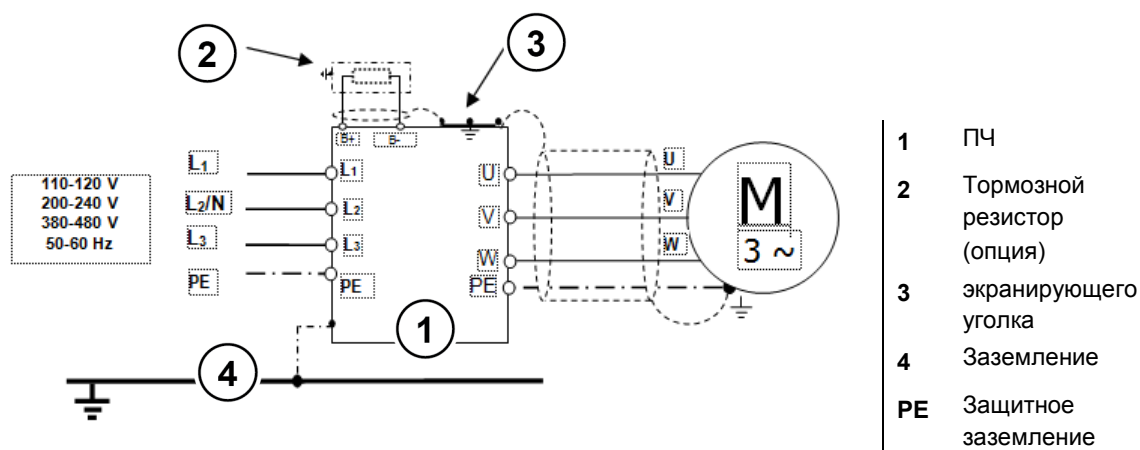 2
3
B+
B-
110-120 V
200-240 V
380-480 V
50-60 Hz
L1
L2/N
L3
PE
L1
L2
L3
PE
U
V
W
PE
U
V
W
M
3 ~
1
4
1 ПЧ
2 Тормозной
резистор
(опция)
3 экранирующего
уголка
4 Заземление
PE Защитное
заземление